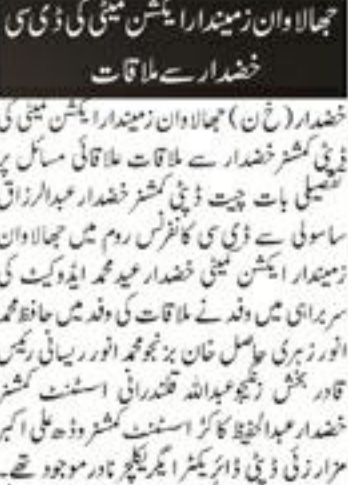 جھالاوان زمیندار ایکشن کمیٹی کی ڈی سی
خضدار سے ملاقات
خضدار (خ ن) جھالاوان زمیندار ایکشن کمیٹی کی
ڈپٹی کمشنر خضدار سے ملاقات علاقائی مسائل پر
تفصیلی بات چیت ڈپٹی کمشنر خضدار عبدالرزاق
ساسولی سے ڈی سی کانفرنس روم میں جھالاوان
زمیندار ایکشن کمیٹی خضدار عید محمد ایڈوکیٹ کی
سربراہی میں وفد نے ملاقات کی وفد میں حافظ محمد
انور زہری حاصل خان بزنجو محمد انور ریسانی رئیس
قادر بخش زنگیجو عبداللہ قلندرانی اسسٹنٹ کمشنر
خضدار عبدالحفیظ کاکڑ اسسٹنٹ کمشنر وڈھ علی اکبر
مزارزئی ڈپٹی ڈائریکٹر ایگریکلچر نادر موجود تھے۔